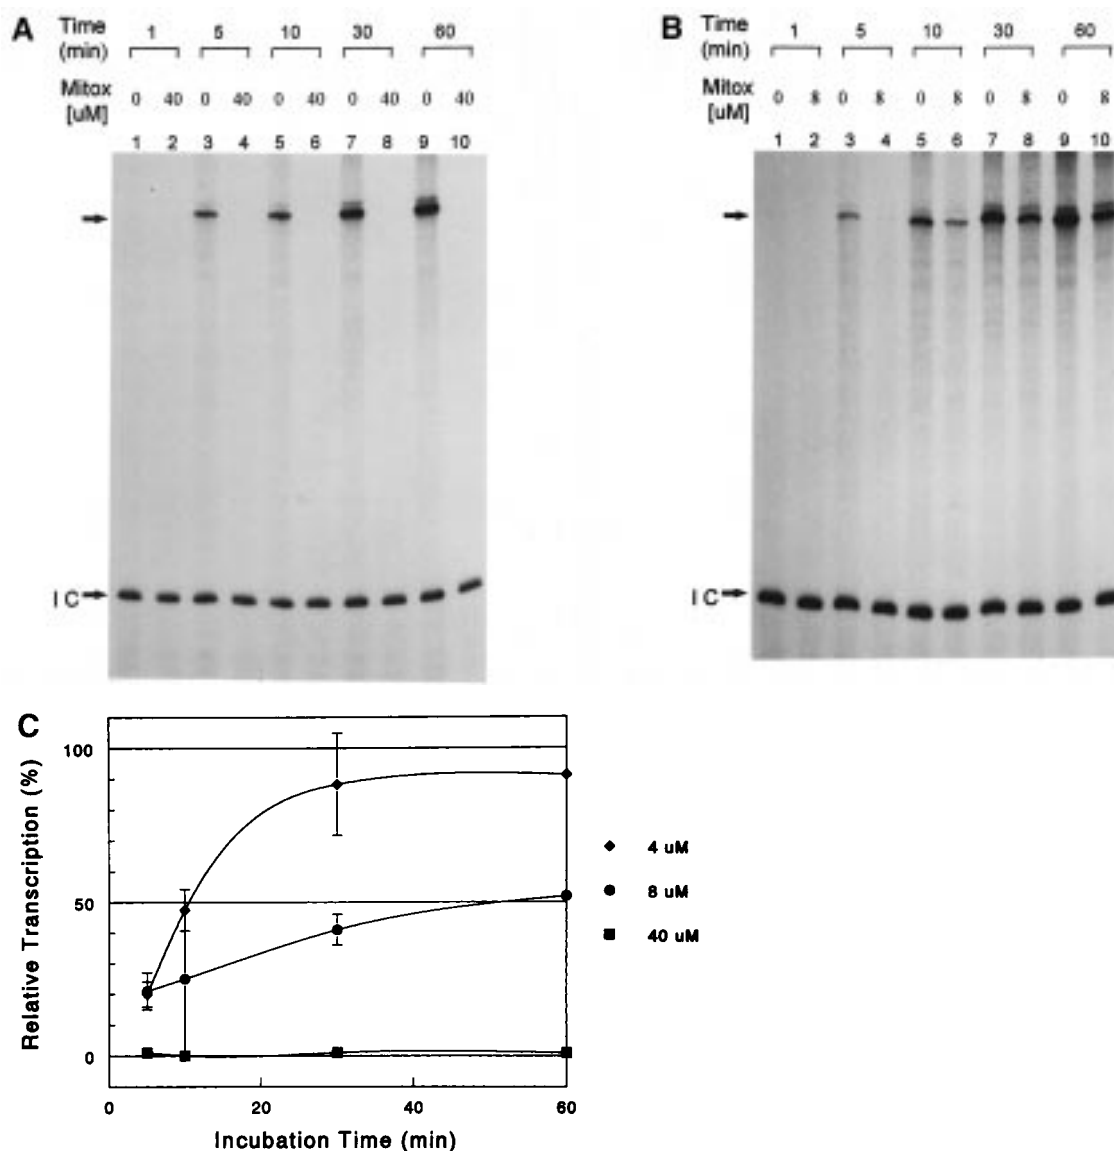 A
Time (min) 1 5 10 30 60
Mitox [uM] 0 40 0 40 0 40 0 40 0 40
1 2 3 4 5 6 7 8 9 10
I C
B
Time (min) 1 5 10 30 60
Mitox [uM] 0 8 0 8 0 8 0 8 0 8
1 2 3 4 5 6 7 8 9 10
I C
C
Relative Transcription (%)
100
50
0
0 20 40 60
Incubation Time (min)
4 uM
8 uM
40 uM